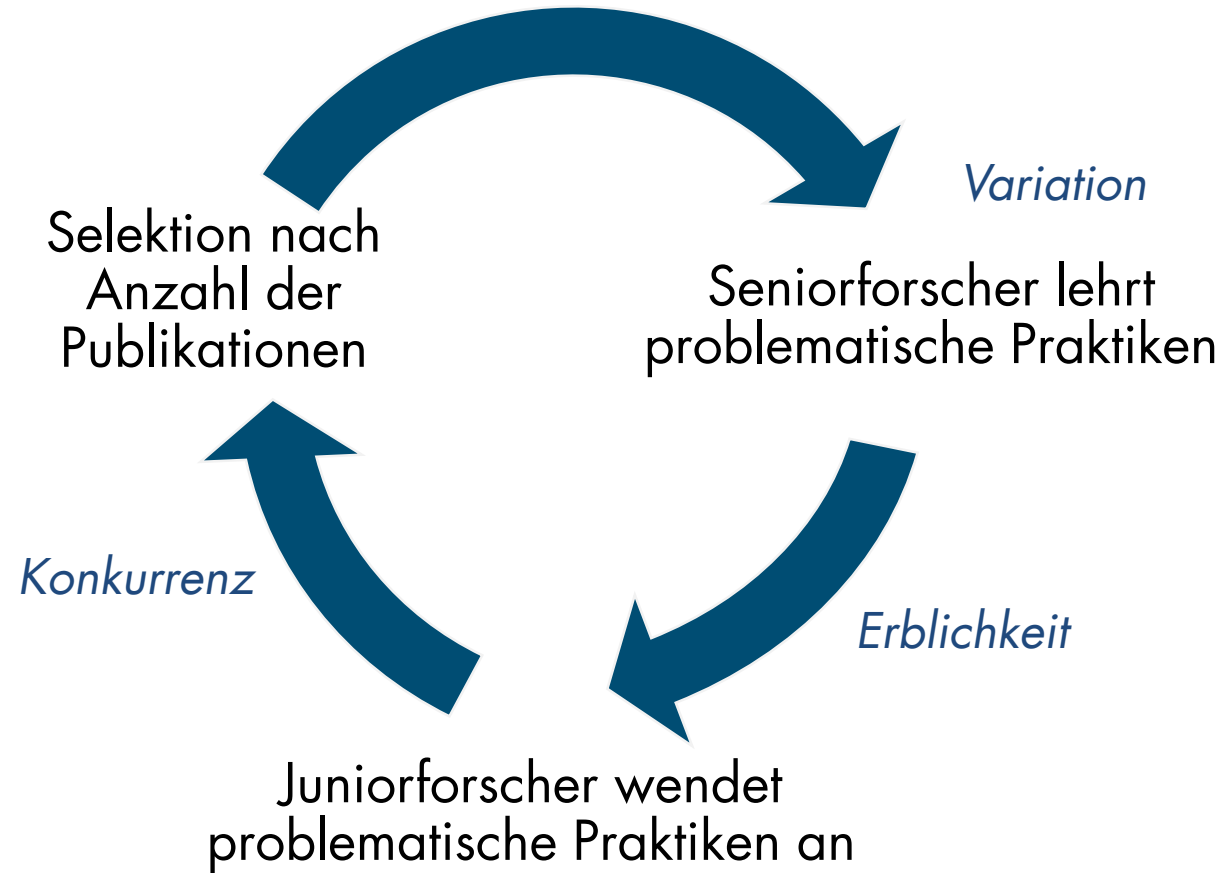 Variation
Selektion nach
Anzahl der
Publikationen
Seniorforscher lehrt
problematische Praktiken
Konkurrenz
Erblichkeit
Juniorforscher wendet
problematische Praktiken an